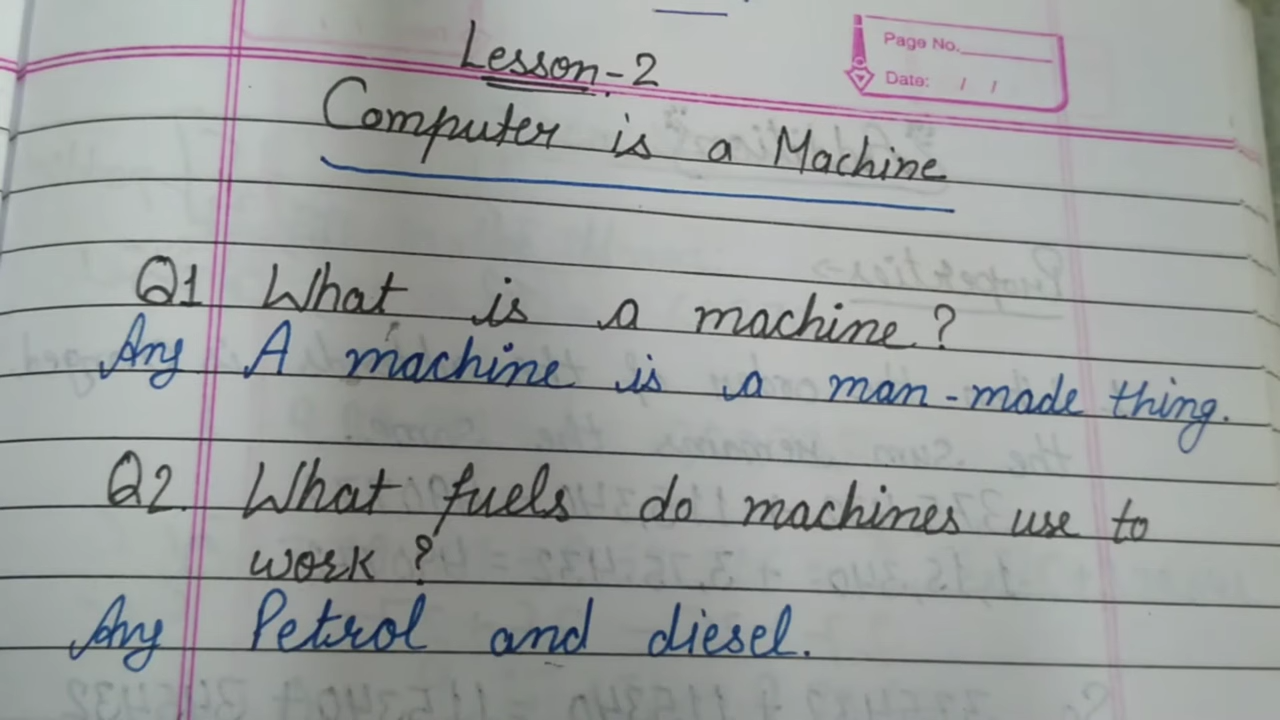 Lesson-2
Page No.
Date: / /
Computer is a Machine
Q1 What is a machine?
Ans A machine is a man-made thing.
Q2. What fuels do machines use to
work?
Ans Petrol and diesel.